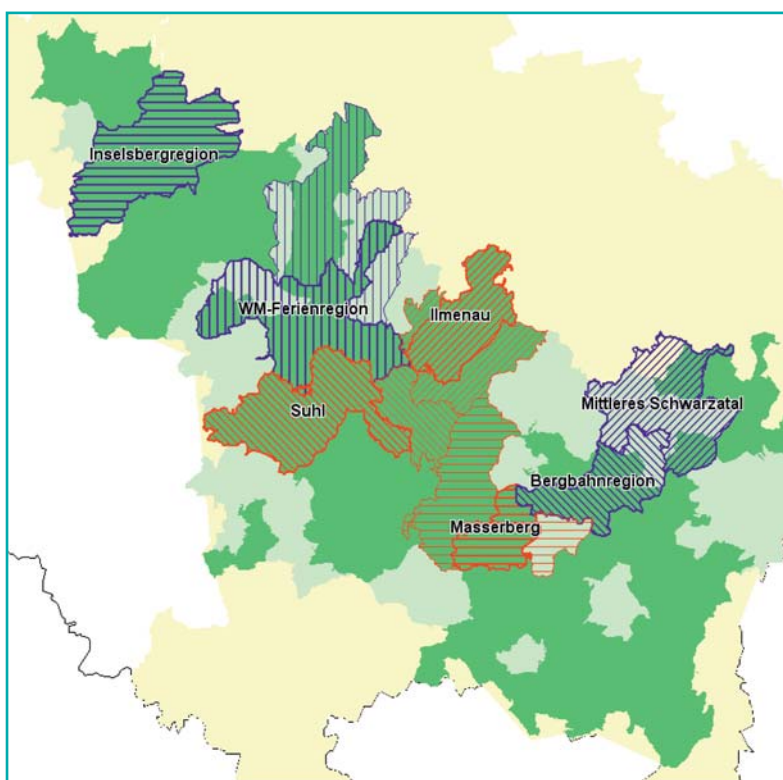 Inselsbergregion
WM-Ferienregion
Ilmenau
Suhl
Mittleres Schwarzatal
Bergbahnregion
Masserberg